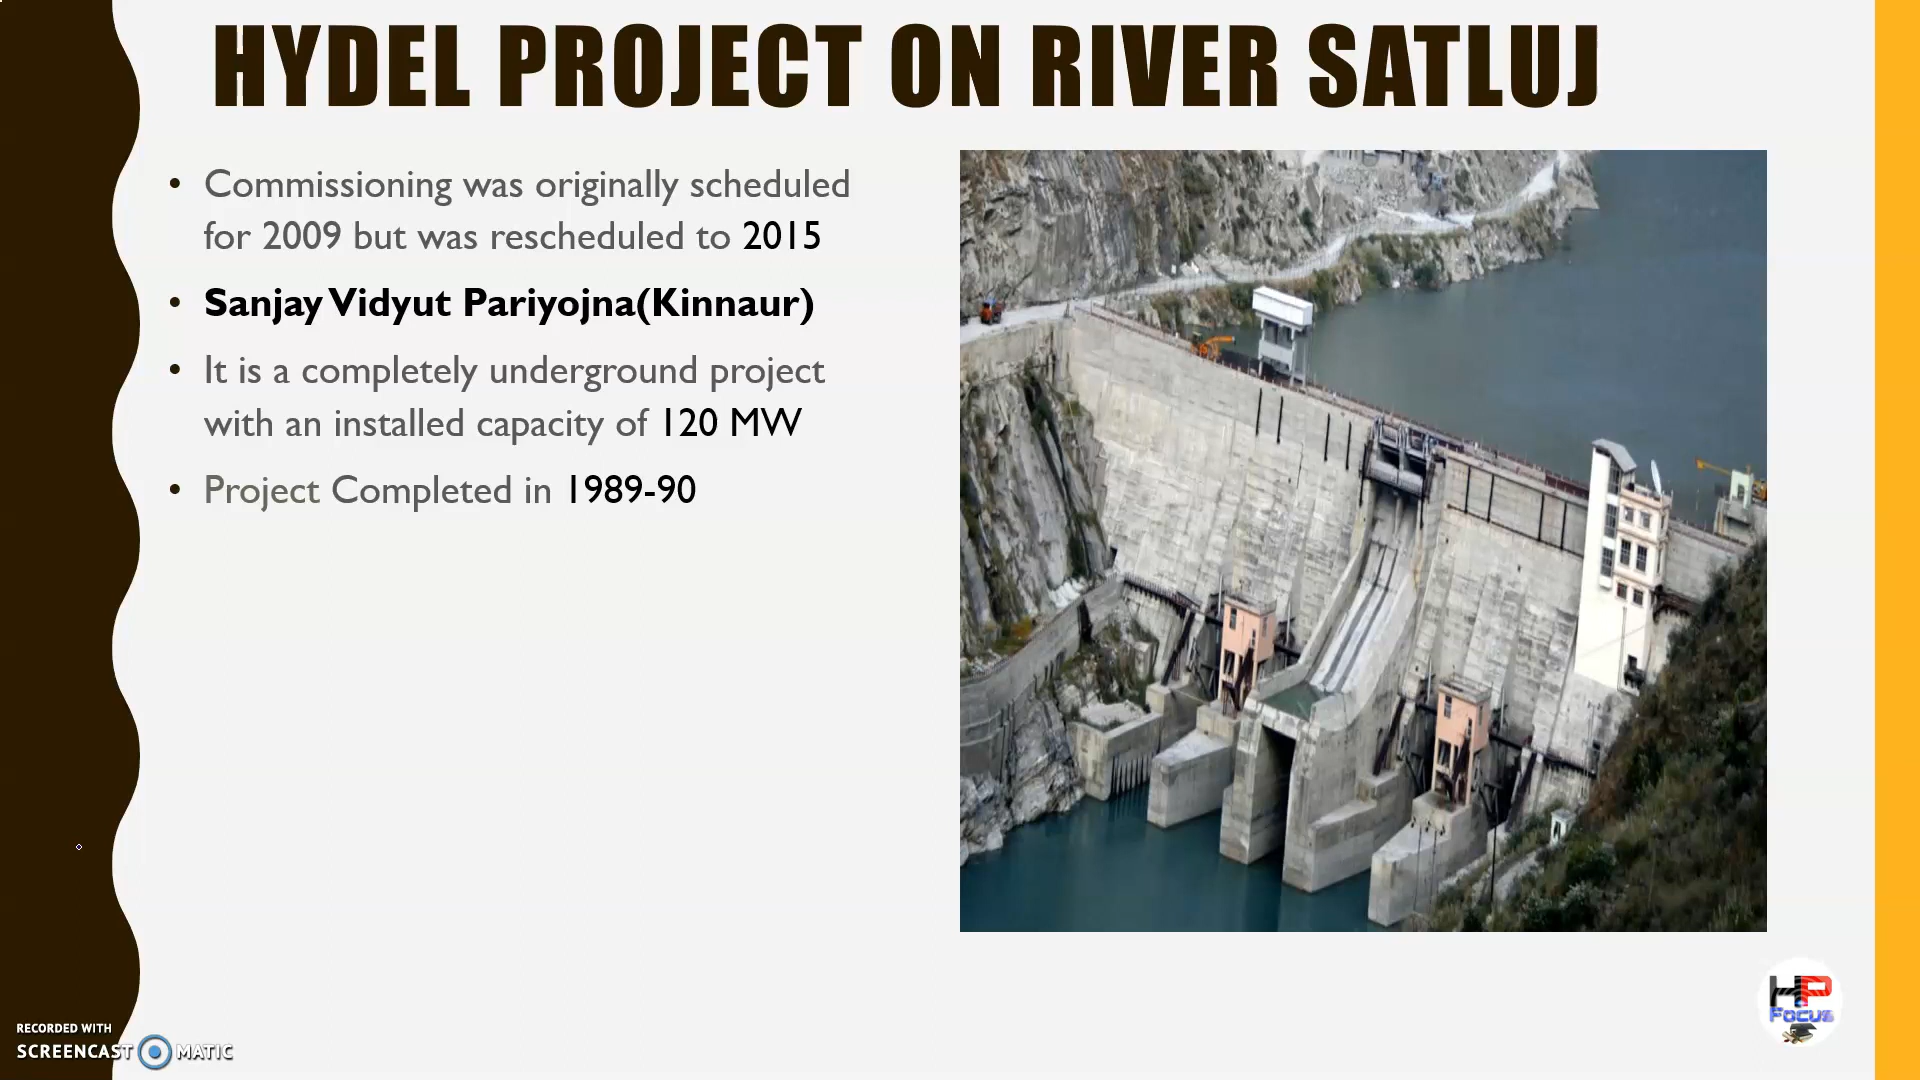 HYDEL PROJECT ON RIVER SATLUJ
• Commissioning was originally scheduled
for 2009 but was rescheduled to 2015
• Sanjay Vidyut Pariyojna(Kinnaur)
• It is a completely underground project
with an installed capacity of 120 MW
• Project Completed in 1989-90
HP
Focus
RECORDED WITH
SCREENCAST MATIC